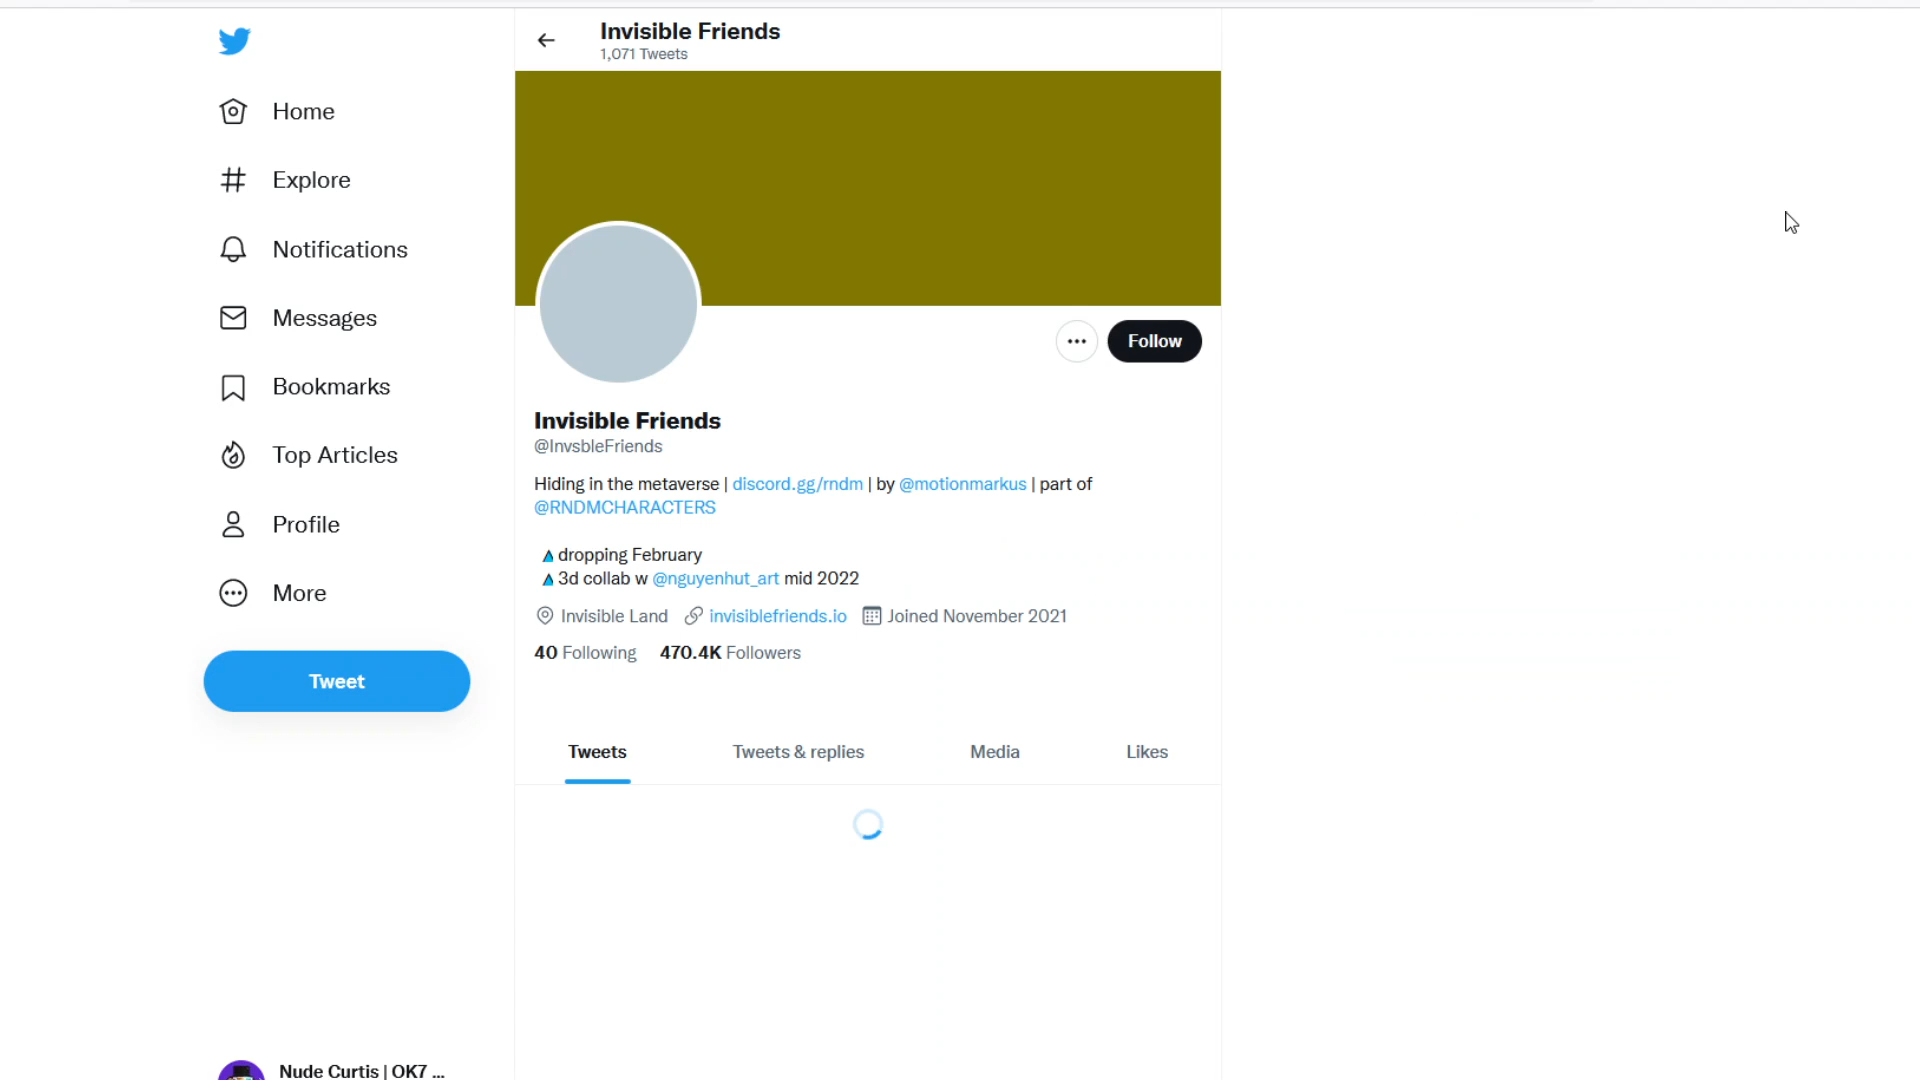 Invisible Friends
1,071 Tweets
Home
Explore
Notifications
Messages
Bookmarks
Top Articles
Profile
More
Tweet
Nude Curtis | OK7 ...
Follow
Invisible Friends
@InvsbleFriends
Hiding in the metaverse | discord.gg/rndm | by @motionmarkus | part of
@RNDMCHARACTERS
dropping February
3d collab w @nguyenhut_art mid 2022
Invisible Land invisiblefriends.io Joined November 2021
40 Following 470.4K Followers
Tweets Tweets & replies Media Likes